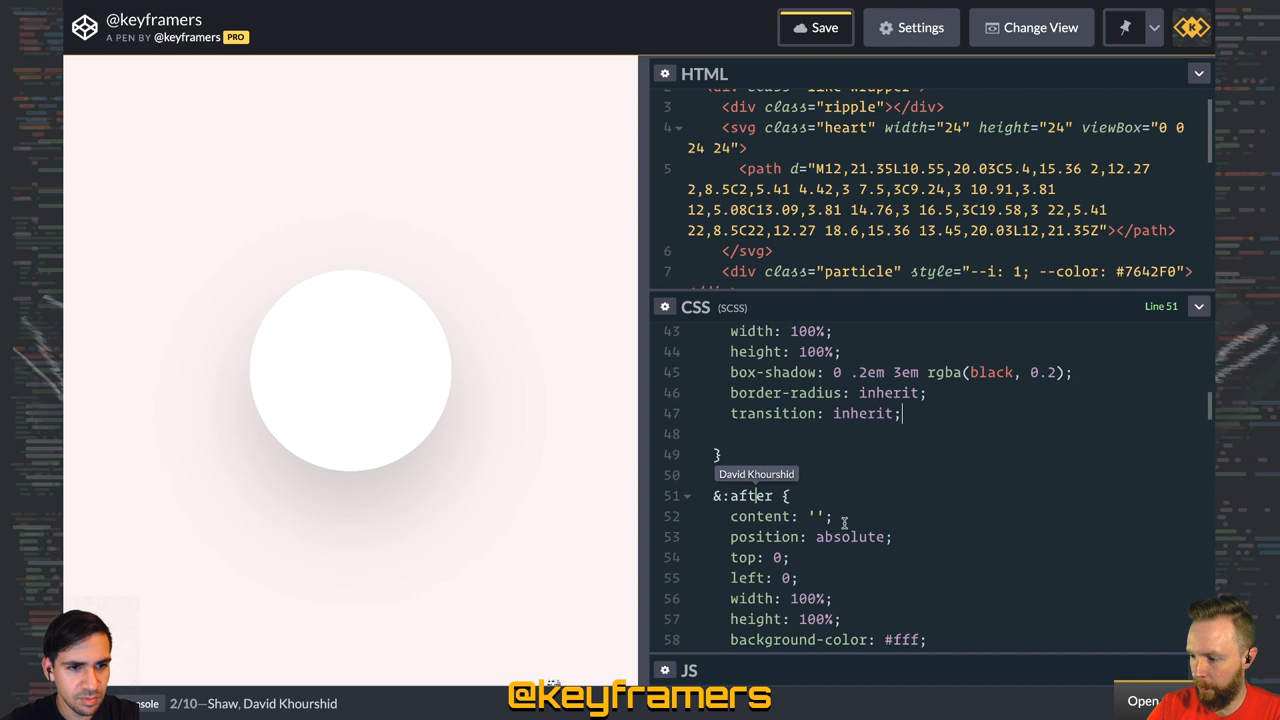 @keyframers
A PEN BY @keyframers PRO
Save
Settings
Change View
K
HTML
3 <div class="ripple"></div>
4 <svg class="heart" width="24" height="24" viewBox="0 0
24 24">
5 <path d="M12,21.35L10.55,20.03C5.4,15.36 2,12.27
2,8.5C2,5.41 4.42,3 7.5,3C9.24,3 10.91,3.81
12,5.08C13.09,3.81 14.76,3 16.5,3C19.58,3 22,5.41
22,8.5C22,12.27 18.6,15.36 13.45,20.03L12,21.35Z"></path>
6 </svg>
7 <div class="particle" style="--i: 1; --color: #7642F0">
CSS (SCSS)
Line 51
43 width: 100%;
44 height: 100%;
45 box-shadow: 0 .2em 3em rgba(black, 0.2);
46 border-radius: inherit;
47 transition: inherit;
48
49 }
50 David Khourshid
51 &:after {
52 content: '';
53 position: absolute;
54 top: 0;
55 left: 0;
56 width: 100%;
57 height: 100%;
58 background-color: #fff;
JS
2/10—Shaw, David Khourshid
Open
@keyframers